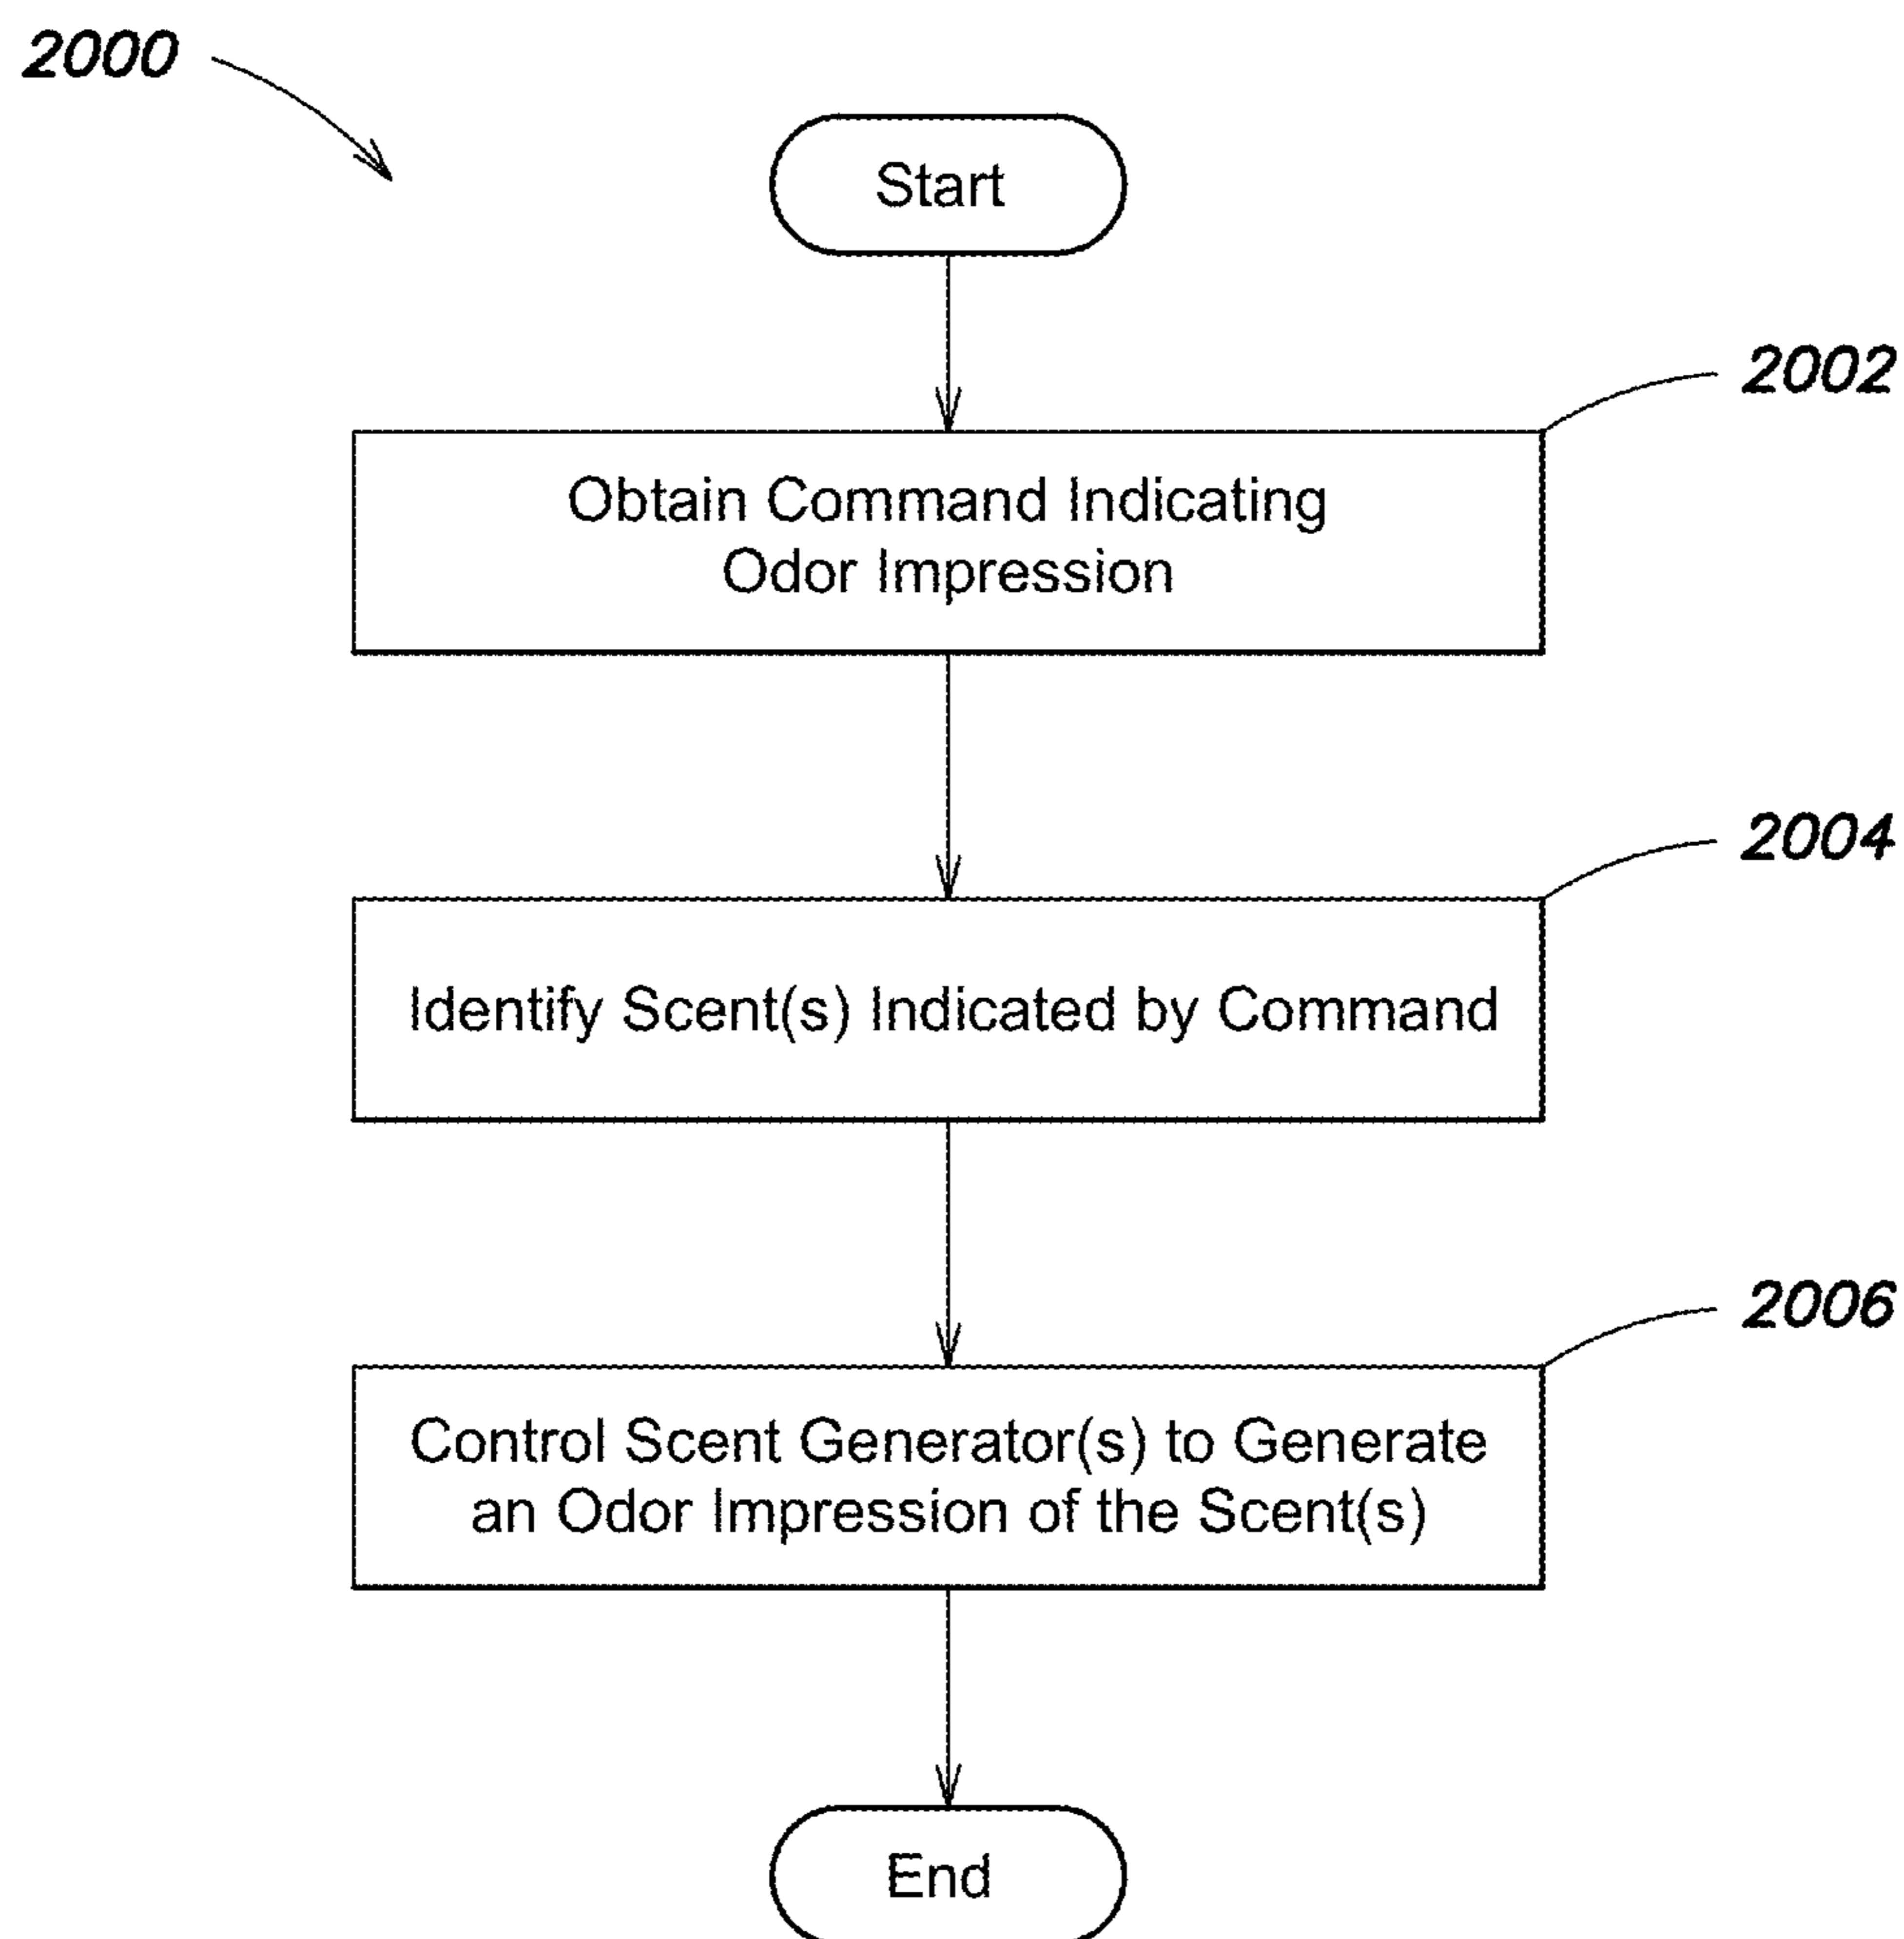 2000
Start
2002
Obtain Command Indicating
Odor Impression
2004
Identify Scent(s) Indicated by Command
2006
Control Scent Generator(s) to Generate
an Odor Impression of the Scent(s)
End